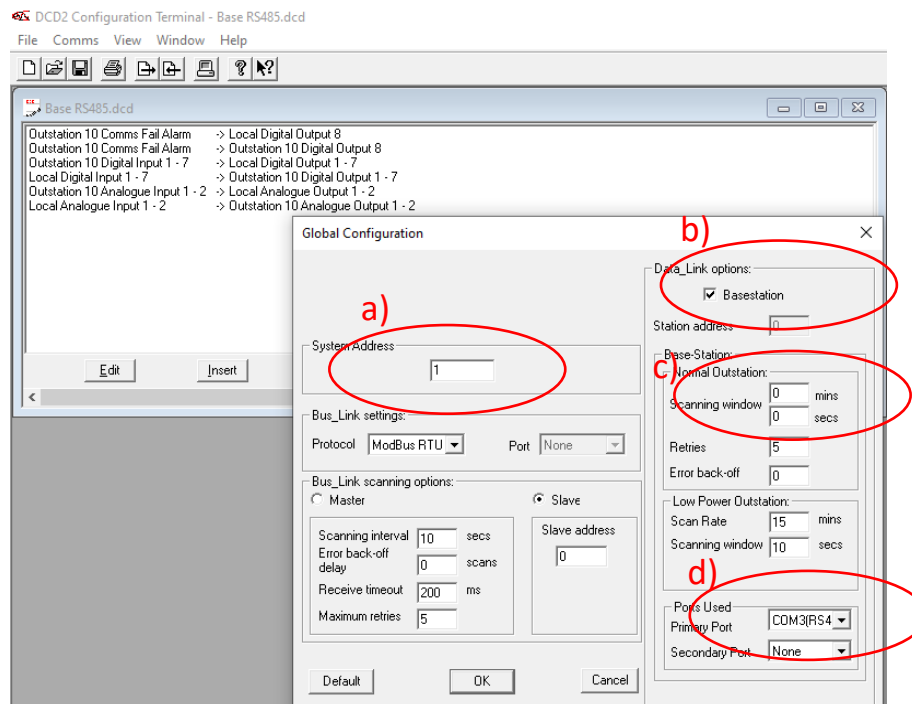 DCD2 Configuration Terminal - Base RS485.dcd
File Comms View Window Help
Base RS485.dcd
Outstation 10 Comms Fail Alarm -> Local Digital Output 8
Outstation 10 Comms Fail Alarm -> Outstation 10 Digital Output 8
Outstation 10 Digital Input 1 - 7 -> Local Digital Output 1 - 7
Local Digital Input 1 - 7 -> Outstation 10 Digital Output 1 - 7
Outstation 10 Analogue Input 1 - 2 -> Local Analogue Output 1 - 2
Local Analogue Input 1 - 2 -> Outstation 10 Analogue Output 1 - 2
Edit Insert
Global Configuration
a)
System Address
1
Bus_Link settings:
Protocol ModBus RTU Port None
Bus_Link scanning options:
Master Slave
Scanning interval 10 secs
Error back-off
delay 0 scans
Receive timeout 200 ms
Maximum retries 5
Slave address
0
Default OK Cancel
b)
Data_Link options:
Basestation
Station address 0
Base-Station:
c)
Normal Outstation:
Scanning window 0 mins
0 secs
Retries 5
Error back-off 0
Low Power Outstation:
Scan Rate 15 mins
Scanning window 10 secs
d)
Ports Used
Primary Port COM3(RS4
Secondary Port None